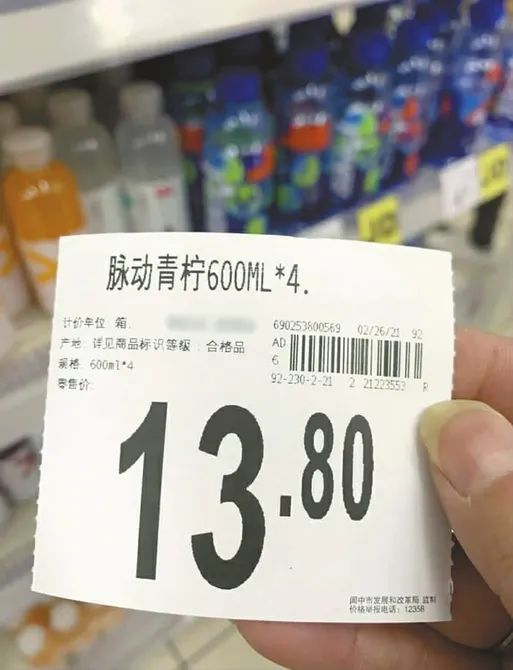 脉动青柠600ML*4.
计价单位 箱.
690253800569 02/26/21 92
产地: 详见商品标识等级: 合格品
AD
6
规格: 600ml*4
92-230-2-21 2 21223553 R
零售价:
13.80
阆中市发展和改革局 监制
价格举报电话: 12358